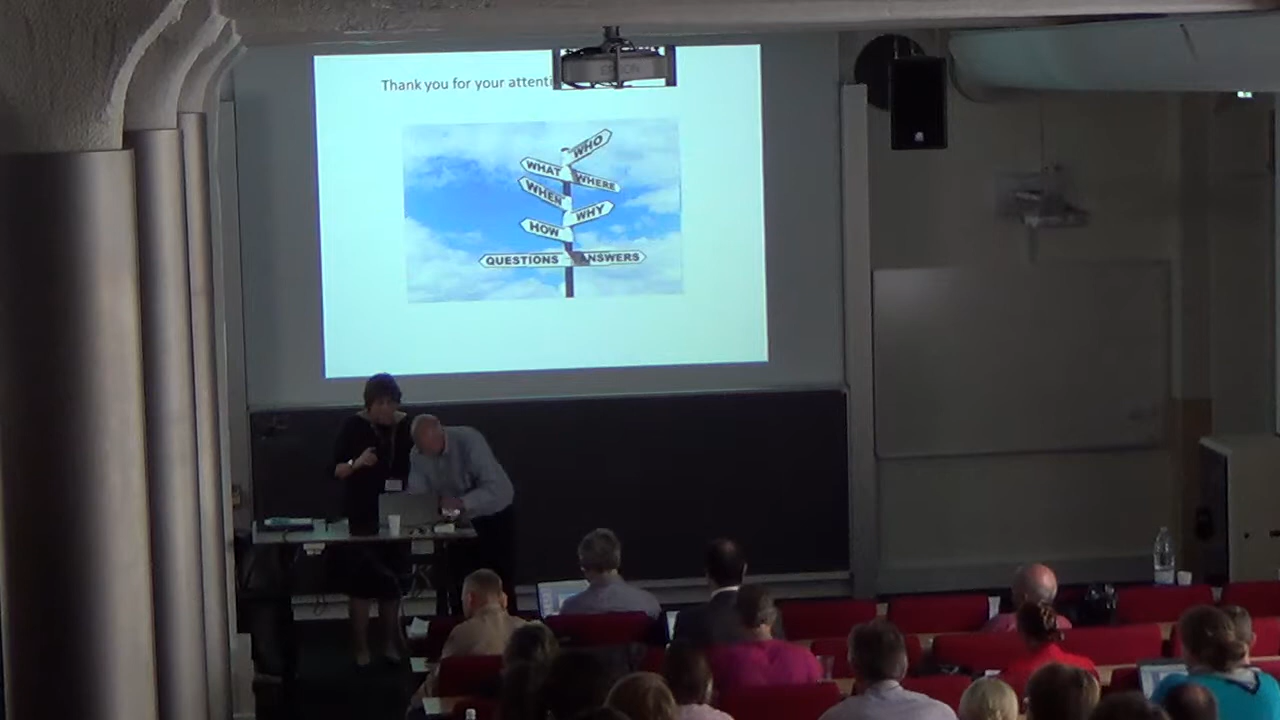 Thank you for your attenti
WHO
WHAT
WHERE
WHEN
WHY
HOW
QUESTIONS ANSWERS